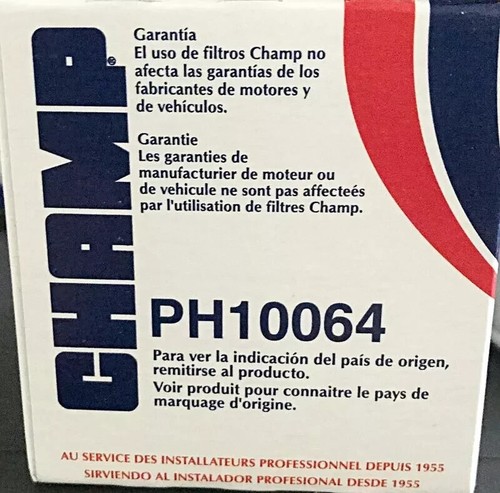 CHAMP®
Garantía
El uso de filtros Champ no
afecta las garantías de los
fabricantes de motores y
de vehículos.
Garantie
Les garanties de
manufacturier de moteur ou
de vehicule ne sont pas affecteés
par l'utilisation de filtres Champ.
PH10064
Para ver la indicación del país de origen,
remitirse al producto.
Voir produit pour connaitre le pays de
marquage d'origine.
AU SERVICE DES INSTALLATEURS PROFESSIONNEL DEPUIS 1955
SIRVIENDO AL INSTALADOR PROFESIONAL DESDE 1955